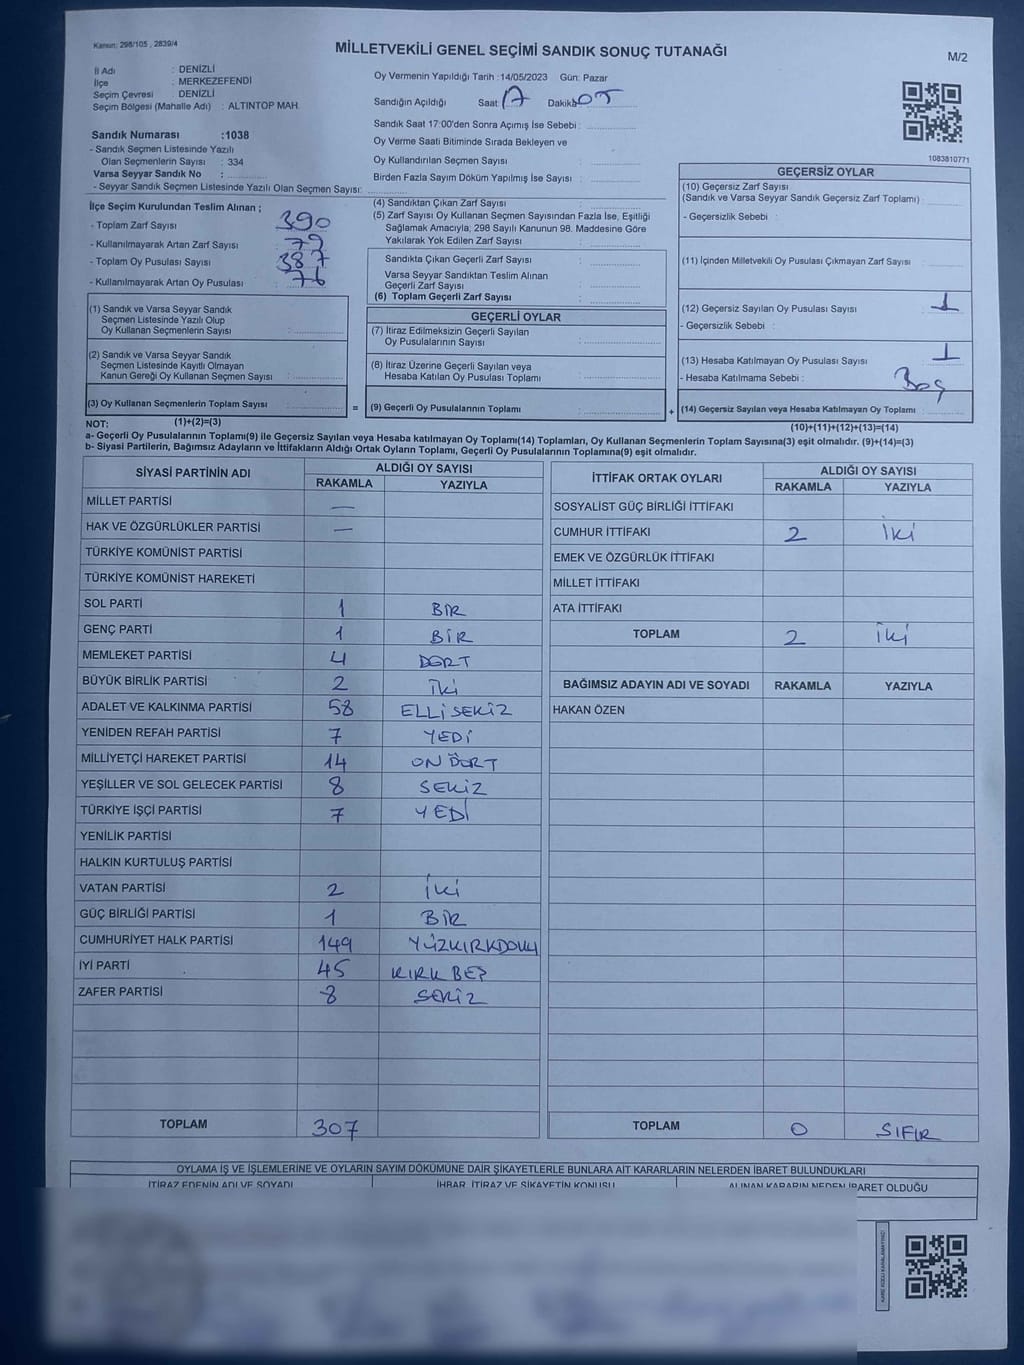 Kanun: 298/105 , 2839/4
MİLLETVEKİLİ GENEL SEÇİMİ SANDIK SONUÇ TUTANAĞI
M/2
İl Adı : DENİZLİ
İlçe : MERKEZEFENDİ
Seçim Çevresi : DENİZLİ
Seçim Bölgesi (Mahalle Adı) : ALTINTOP MAH.
Sandık Numarası :1038
- Sandık Seçmen Listesinde Yazılı
Olan Seçmenlerin Sayısı : 334
Varsa Seyyar Sandık No :
- Seyyar Sandık Seçmen Listesinde Yazılı Olan Seçmen Sayısı:
Oy Vermenin Yapıldığı Tarih :14/05/2023 Gün: Pazar
Sandığın Açıldığı Saat 17 Dakika 05
Sandık Saat 17:00'den Sonra Açımış İse Sebebi :
Oy Verme Saati Bitiminde Sırada Bekleyen ve
Oy Kullandırılan Seçmen Sayısı :
Birden Fazla Sayım Döküm Yapılmış İse Sayısı :
1083810771
İlçe Seçim Kurulundan Teslim Alınan ;
- Toplam Zarf Sayısı : 390
- Kullanılmayarak Artan Zarf Sayısı : 79
- Toplam Oy Pusulası Sayısı : 387
- Kullanılmayarak Artan Oy Pusulası : 76
(1) Sandık ve Varsa Seyyar Sandık
Seçmen Listesinde Yazılı Olup
Oy Kullanan Seçmenlerin Sayısı :
(2) Sandık ve Varsa Seyyar Sandık
Seçmen Listesinde Kayıtlı Olmayan
Kanun Gereği Oy Kullanan Seçmen Sayısı :
(3) Oy Kullanan Seçmenlerin Toplam Sayısı :
(1)+(2)=(3)
(4) Sandıktan Çıkan Zarf Sayısı :
(5) Zarf Sayısı Oy Kullanan Seçmen Sayısından Fazla İse, Eşitliği
Sağlamak Amacıyla; 298 Sayılı Kanunun 98. Maddesine Göre
Yakılarak Yok Edilen Zarf Sayısı :
Sandıkta Çıkan Geçerli Zarf Sayısı :
Varsa Seyyar Sandıktan Teslim Alınan
Geçerli Zarf Sayısı :
(6) Toplam Geçerli Zarf Sayısı :
GEÇERLİ OYLAR
(7) İtiraz Edilmeksizin Geçerli Sayılan
Oy Pusulalarının Sayısı :
(8) İtiraz Üzerine Geçerli Sayılan veya
Hesaba Katılan Oy Pusulası Toplamı :
= (9) Geçerli Oy Pusulalarının Toplamı :
GEÇERSİZ OYLAR
(10) Geçersiz Zarf Sayısı
(Sandık ve Varsa Seyyar Sandık Geçersiz Zarf Toplamı) :
- Geçersizlik Sebebi :
(11) İçinden Milletvekili Oy Pusulası Çıkmayan Zarf Sayısı :
(12) Geçersiz Sayılan Oy Pusulası Sayısı : 1
- Geçersizlik Sebebi :
(13) Hesaba Katılmayan Oy Pusulası Sayısı : 1
- Hesaba Katılmama Sebebi : Boş
+ (14) Geçersiz Sayılan veya Hesaba Katılmayan Oy Toplamı :
(10)+(11)+(12)+(13)=(14)
NOT:
a- Geçerli Oy Pusulalarının Toplamı(9) ile Geçersiz Sayılan veya Hesaba katılmayan Oy Toplamı(14) Toplamları, Oy Kullanan Seçmenlerin Toplam Sayısına(3) eşit olmalıdır. (9)+(14)=(3)
b- Siyasi Partilerin, Bağımsız Adayların ve İttifakların Aldığı Ortak Oyların Toplamı, Geçerli Oy Pusulalarının Toplamına(9) eşit olmalıdır.
SİYASİ PARTİNİN ADI ALDIĞI OY SAYISI
RAKAMLA YAZIYLA
MİLLET PARTİSİ —
HAK VE ÖZGÜRLÜKLER PARTİSİ —
TÜRKİYE KOMÜNİST PARTİSİ
TÜRKİYE KOMÜNİST HAREKETİ
SOL PARTİ 1 BİR
GENÇ PARTİ 1 BİR
MEMLEKET PARTİSİ 4 DÖRT
BÜYÜK BİRLİK PARTİSİ 2 İki
ADALET VE KALKINMA PARTİSİ 58 ELLİ SEKİZ
YENİDEN REFAH PARTİSİ 7 YEDİ
MİLLİYETÇİ HAREKET PARTİSİ 14 ON DÖRT
YEŞİLLER VE SOL GELECEK PARTİSİ 8 SEKİZ
TÜRKİYE İŞÇİ PARTİSİ 7 YEDİ
YENİLİK PARTİSİ
HALKIN KURTULUŞ PARTİSİ
VATAN PARTİSİ 2 İki
GÜÇ BİRLİĞİ PARTİSİ 1 BİR
CUMHURİYET HALK PARTİSİ 149 YÜZKIRKDOKU
İYİ PARTİ 45 KIRK BEŞ
ZAFER PARTİSİ 8 SEKİZ
TOPLAM 307
İTTİFAK ORTAK OYLARI ALDIĞI OY SAYISI
RAKAMLA YAZIYLA
SOSYALİST GÜÇ BİRLİĞİ İTTİFAKI
CUMHUR İTTİFAKI 2 İki
EMEK VE ÖZGÜRLÜK İTTİFAKI
MİLLET İTTİFAKI
ATA İTTİFAKI
TOPLAM 2 İki
BAĞIMSIZ ADAYIN ADI VE SOYADI RAKAMLA YAZIYLA
HAKAN ÖZEN
TOPLAM 0 SIFIR
OYLAMA İŞ VE İŞLEMLERİNE VE OYLARIN SAYIM DÖKÜMÜNE DAİR ŞİKAYETLERLE BUNLARA AİT KARARLARIN NELERDEN İBARET BULUNDUKLARI
İTİRAZ EDENİN ADI VE SOYADI İHBAR, İTİRAZ VE ŞİKAYETİN KONUSU ALINAN KARARIN NEDEN İBARET OLDUĞU